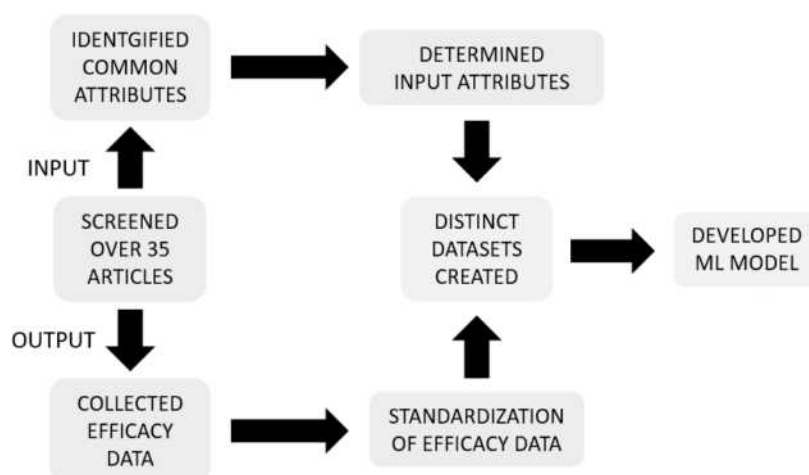 IDENTGIFIED
COMMON
ATTRIBUTES
DETERMINED
INPUT ATTRIBUTES
INPUT
SCREENED
OVER 35
ARTICLES
DISTINCT
DATASETS
CREATED
DEVELOPED
ML MODEL
OUTPUT
COLLECTED
EFFICACY
DATA
STANDARDIZATION
OF EFFICACY DATA